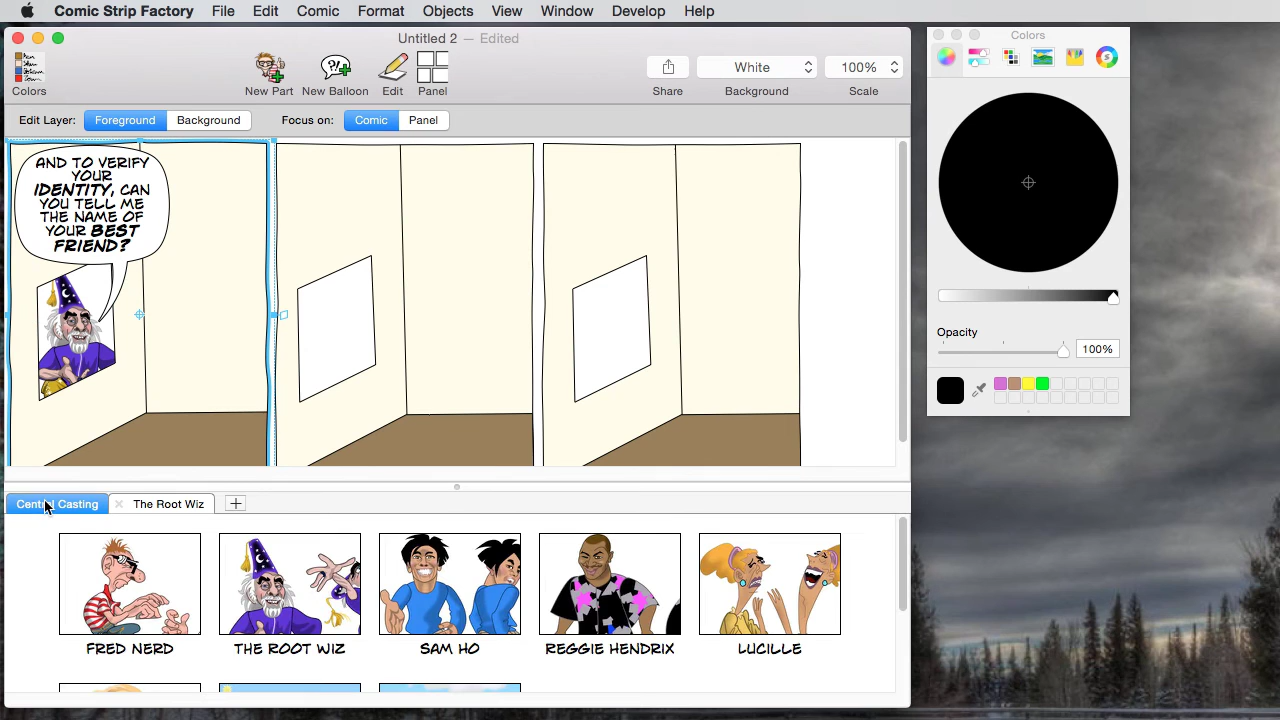 Comic Strip Factory File Edit Comic Format Objects View Window Develop Help
Untitled 2 — Edited
Colors
Colors
New Part
New Balloon
Edit
Panel
Share
White
Background
100%
Scale
Edit Layer: Foreground Background Focus on: Comic Panel
AND TO VERIFY
YOUR
IDENTITY, CAN
YOU TELL ME
THE NAME OF
YOUR BEST
FRIEND?
Opacity
100%
Central Casting
The Root Wiz
FRED NERD
THE ROOT WIZ
SAM HO
REGGIE HENDRIX
LUCILLE